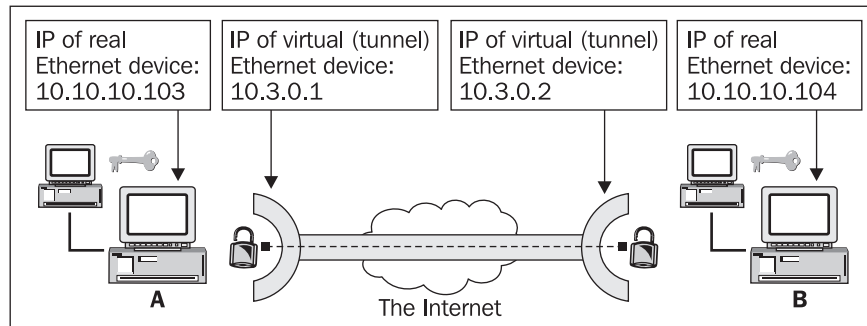 IP of real
Ethernet device:
10.10.10.103
IP of virtual (tunnel)
Ethernet device:
10.3.0.1
IP of virtual (tunnel)
Ethernet device:
10.3.0.2
IP of real
Ethernet device:
10.10.10.104
A
The Internet
B